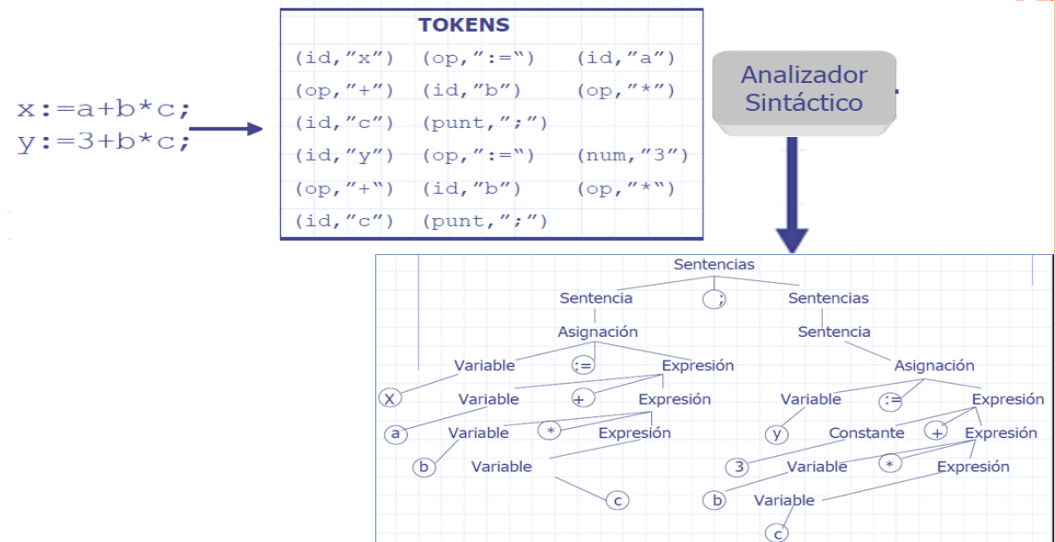 x:=a+b*c;
y:=3+b*c;
TOKENS
(id,"x") (op,":=") (id,"a")
(op,"+") (id,"b") (op,"*")
(id,"c") (punt,";")
(id,"y") (op,":=") (num,"3")
(op,"+") (id,"b") (op,"*")
(id,"c") (punt,";")
Analizador
Sintáctico
Sentencias
Sentencia ; Sentencias
Asignación Sentencia
Variable := Expresión Asignación
X Variable + Expresión Variable := Expresión
a Variable * Expresión y Constante + Expresión
b Variable 3 Variable * Expresión
c b Variable
c